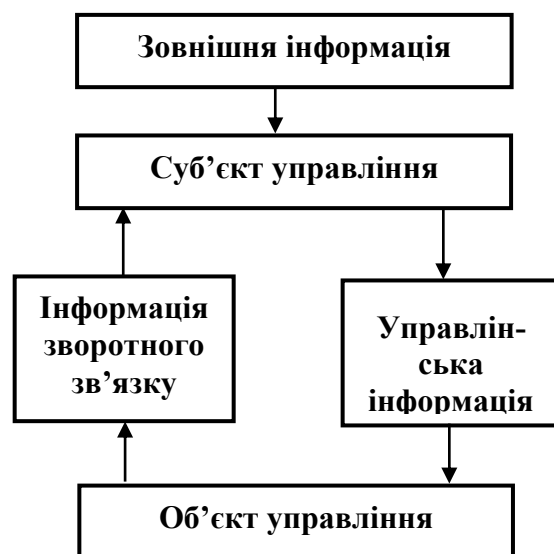 Зовнішня інформація
Суб’єкт управління
Інформація
зворотного
зв’язку
Управлін-
ська
інформація
Об’єкт управління